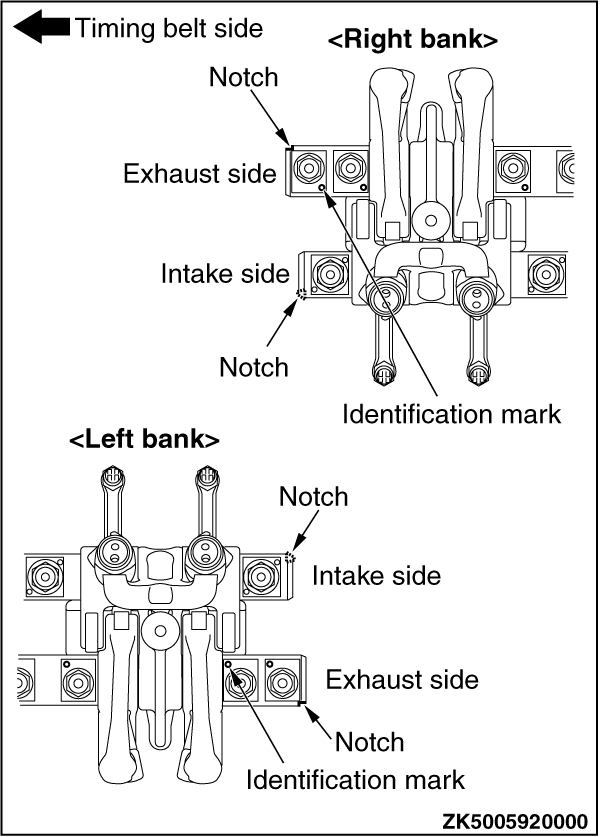 Timing belt side
<Right bank>
Notch
Exhaust side
Intake side
Notch
Identification mark
<Left bank>
Notch
Intake side
Exhaust side
Notch
Identification mark
ZK5005920000